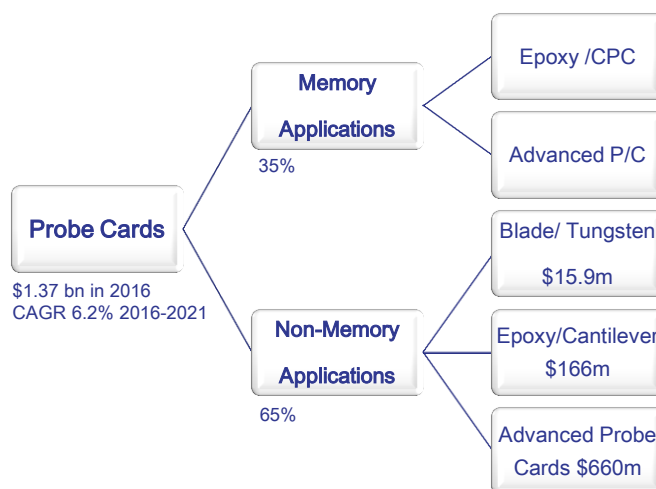 Probe Cards
$1.37 bn in 2016
CAGR 6.2% 2016-2021
Memory
Applications
35%
Non-Memory
Applications
65%
Epoxy /CPC
Advanced P/C
Blade/ Tungsten
$15.9m
Epoxy/Cantilever
$166m
Advanced Probe
Cards $660m